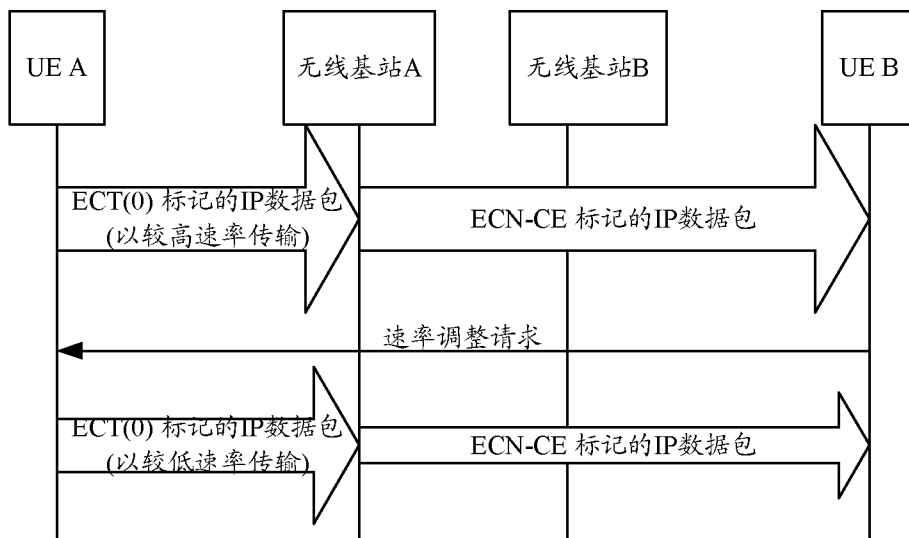 UE A
无线基站A
无线基站B
UE B
ECT(0) 标记的IP数据包
(以较高速率传输)
ECN-CE 标记的IP数据包
速率调整请求
ECT(0) 标记的IP数据包
(以较低速率传输)
ECN-CE 标记的IP数据包